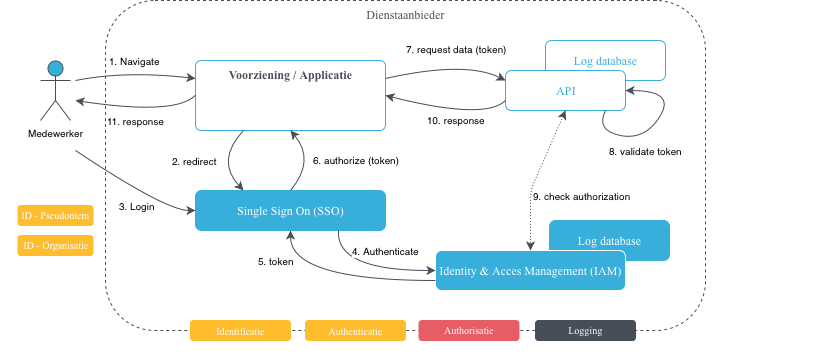 Dienstaanbieder
1. Navigate
Voorziening / Applicatie
7. request data (token)
Log database
API
Medewerker
11. response
10. response
8. validate token
2. redirect
6. authorize (token)
3. Login
Single Sign On (SSO)
9. check authorization
ID - Pseudoniem
ID - Organisatie
5. token
4. Authenticate
Log database
Identity & Acces Management (IAM)
Identificatie
Authenticatie
Authorisatie
Logging